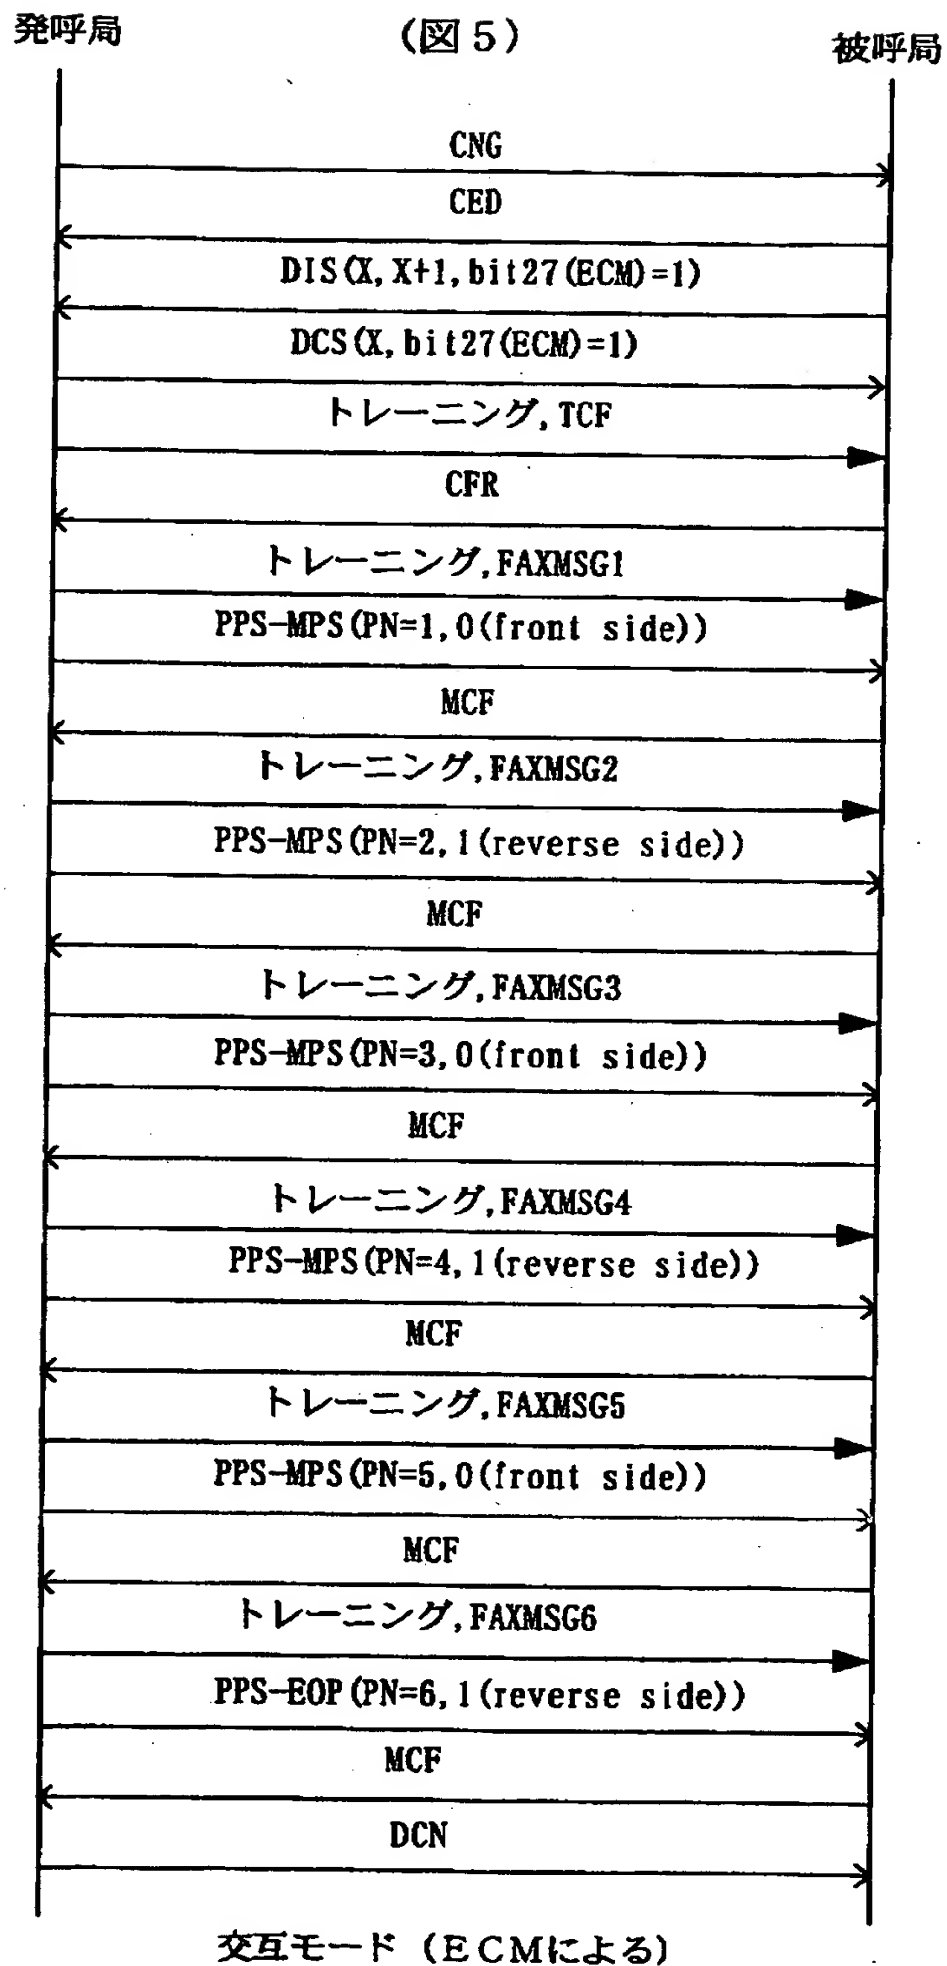 発呼局
(図5)
被呼局
CNG
CED
DIS(X,X+1,bit27(ECM)=1)
DCS(X,bit27(ECM)=1)
トレーニング,TCF
CFR
トレーニング,FAXMSG1
PPS-MPS(PN=1,0(front side))
MCF
トレーニング,FAXMSG2
PPS-MPS(PN=2,1(reverse side))
MCF
トレーニング,FAXMSG3
PPS-MPS(PN=3,0(front side))
MCF
トレーニング,FAXMSG4
PPS-MPS(PN=4,1(reverse side))
MCF
トレーニング,FAXMSG5
PPS-MPS(PN=5,0(front side))
MCF
トレーニング,FAXMSG6
PPS-EOP(PN=6,1(reverse side))
MCF
DCN
交互モード(ECMによる)